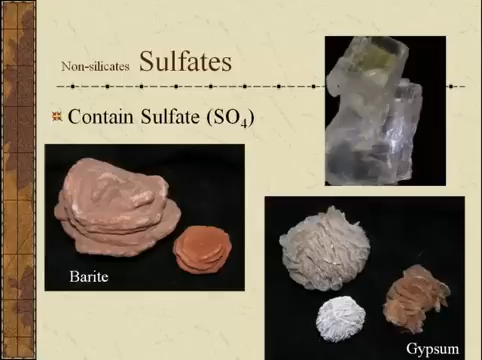 Non-silicates Sulfates
Contain Sulfate (SO₄)
Barite
Gypsum